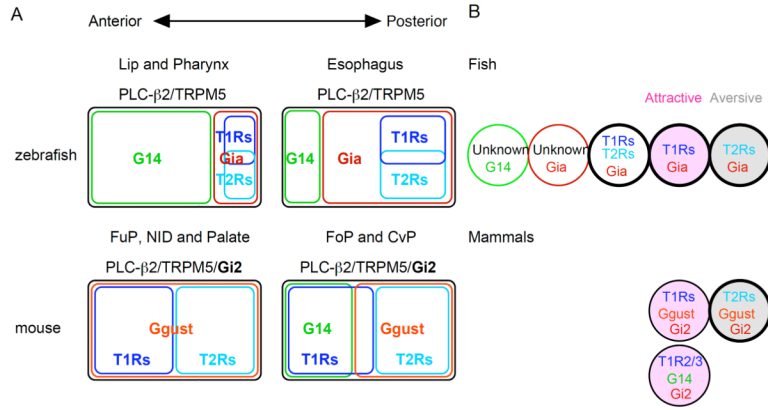 A
Anterior
Posterior
B
Lip and Pharynx
Esophagus
Fish
PLC-β2/TRPM5
PLC-β2/TRPM5
Attractive
Aversive
zebrafish
G14
T1Rs
Gia
T2Rs
G14
Gia
T1Rs
T2Rs
Unknown
G14
Unknown
Gia
T1Rs
T2Rs
Gia
T1Rs
Gia
T2Rs
Gia
FuP, NID and Palate
FoP and CvP
Mammals
PLC-β2/TRPM5/Gi2
PLC-β2/TRPM5/Gi2
mouse
Ggust
T1Rs
T2Rs
G14
T1Rs
Ggust
T2Rs
T1Rs
Ggust
Gi2
T2Rs
Ggust
Gi2
T1R2/3
G14
Gi2